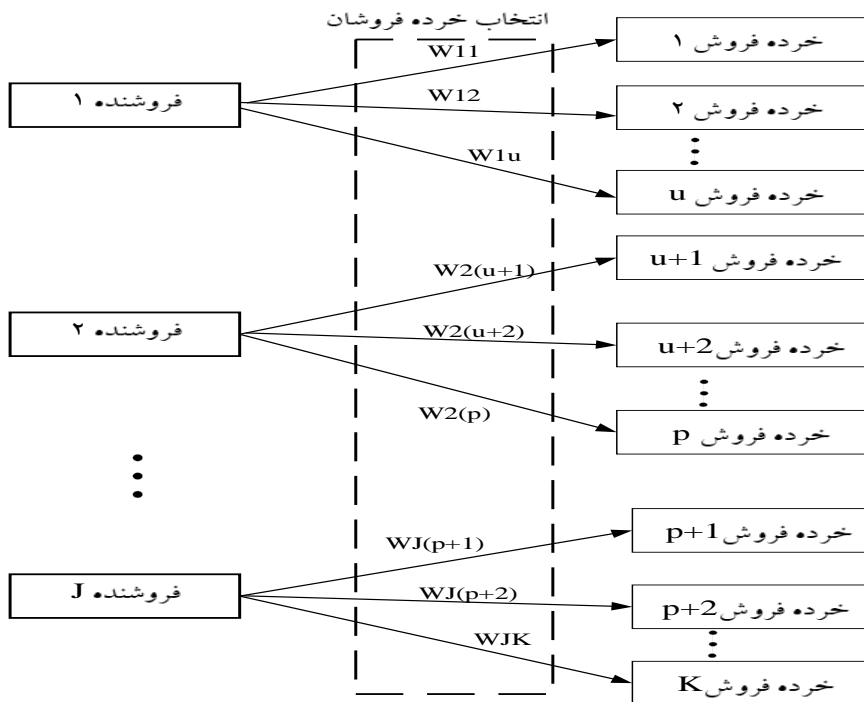 انتخاب خرده فروشان
فروشنده ۱
W11
خرده فروش ۱
W12
خرده فروش ۲
W1u
خرده فروش u
فروشنده ۲
W2(u+1)
خرده فروش u+1
W2(u+2)
خرده فروش u+2
W2(p)
خرده فروش p
فروشنده J
WJ(p+1)
خرده فروش p+1
WJ(p+2)
خرده فروش p+2
WJK
خرده فروش K